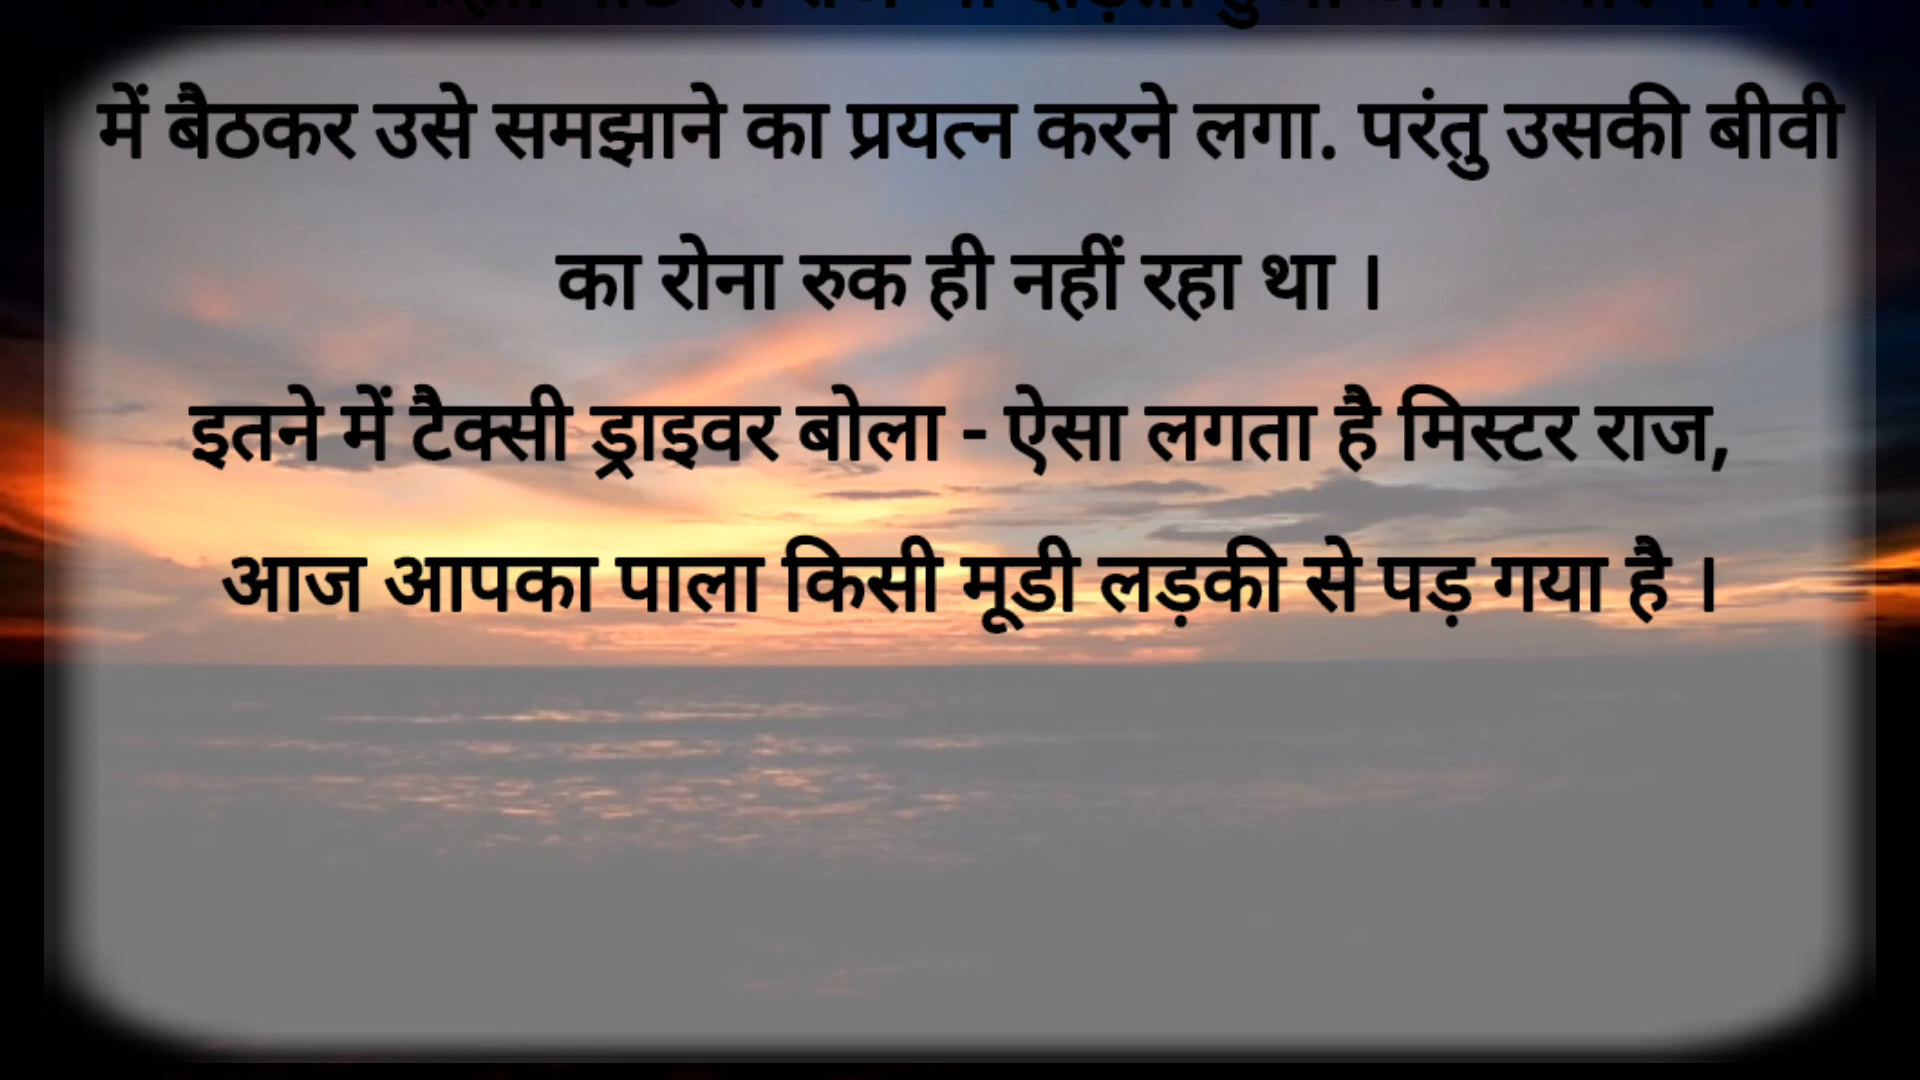 में बैठकर उसे समझाने का प्रयत्न करने लगा. परंतु उसकी बीवी
का रोना रुक ही नहीं रहा था ।
इतने में टैक्सी ड्राइवर बोला - ऐसा लगता है मिस्टर राज,
आज आपका पाला किसी मूडी लड़की से पड़ गया है ।